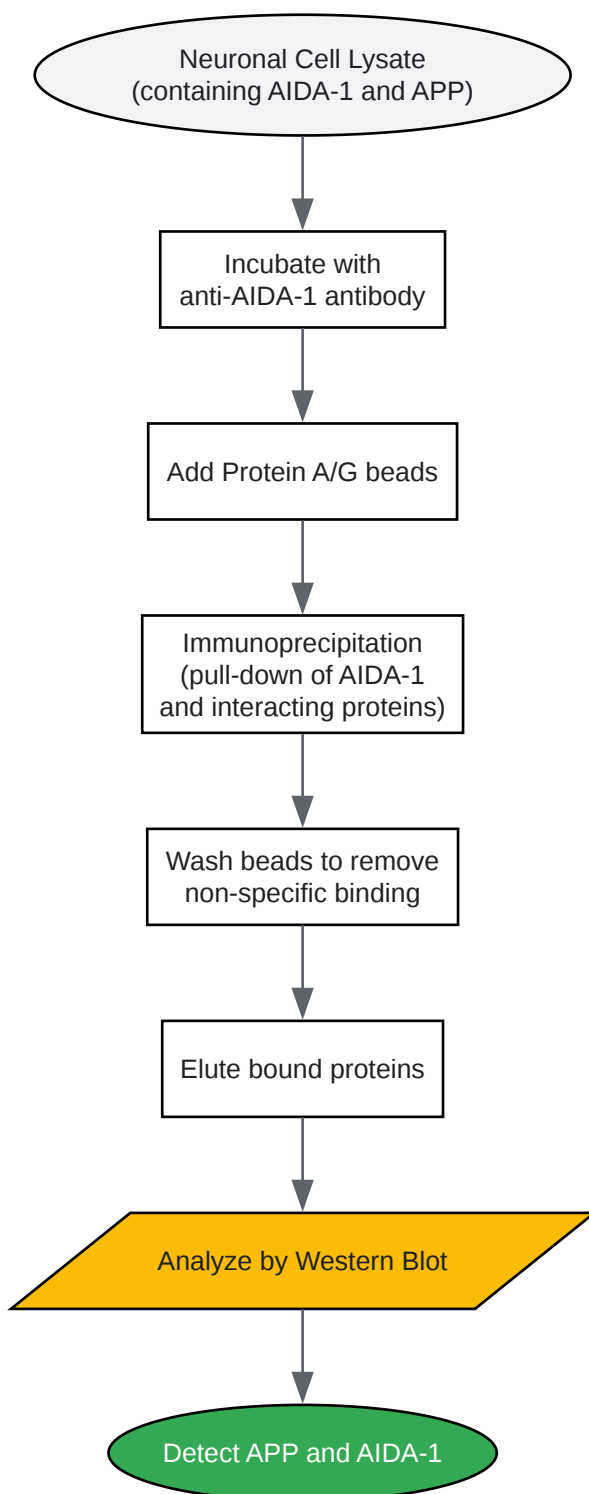 Neuronal Cell Lysate
(containing AIDA-1 and APP)
Incubate with
anti-AIDA-1 antibody
Add Protein A/G beads
Immunoprecipitation
(pull-down of AIDA-1
and interacting proteins)
Wash beads to remove
non-specific binding
Elute bound proteins
Analyze by Western Blot
Detect APP and AIDA-1